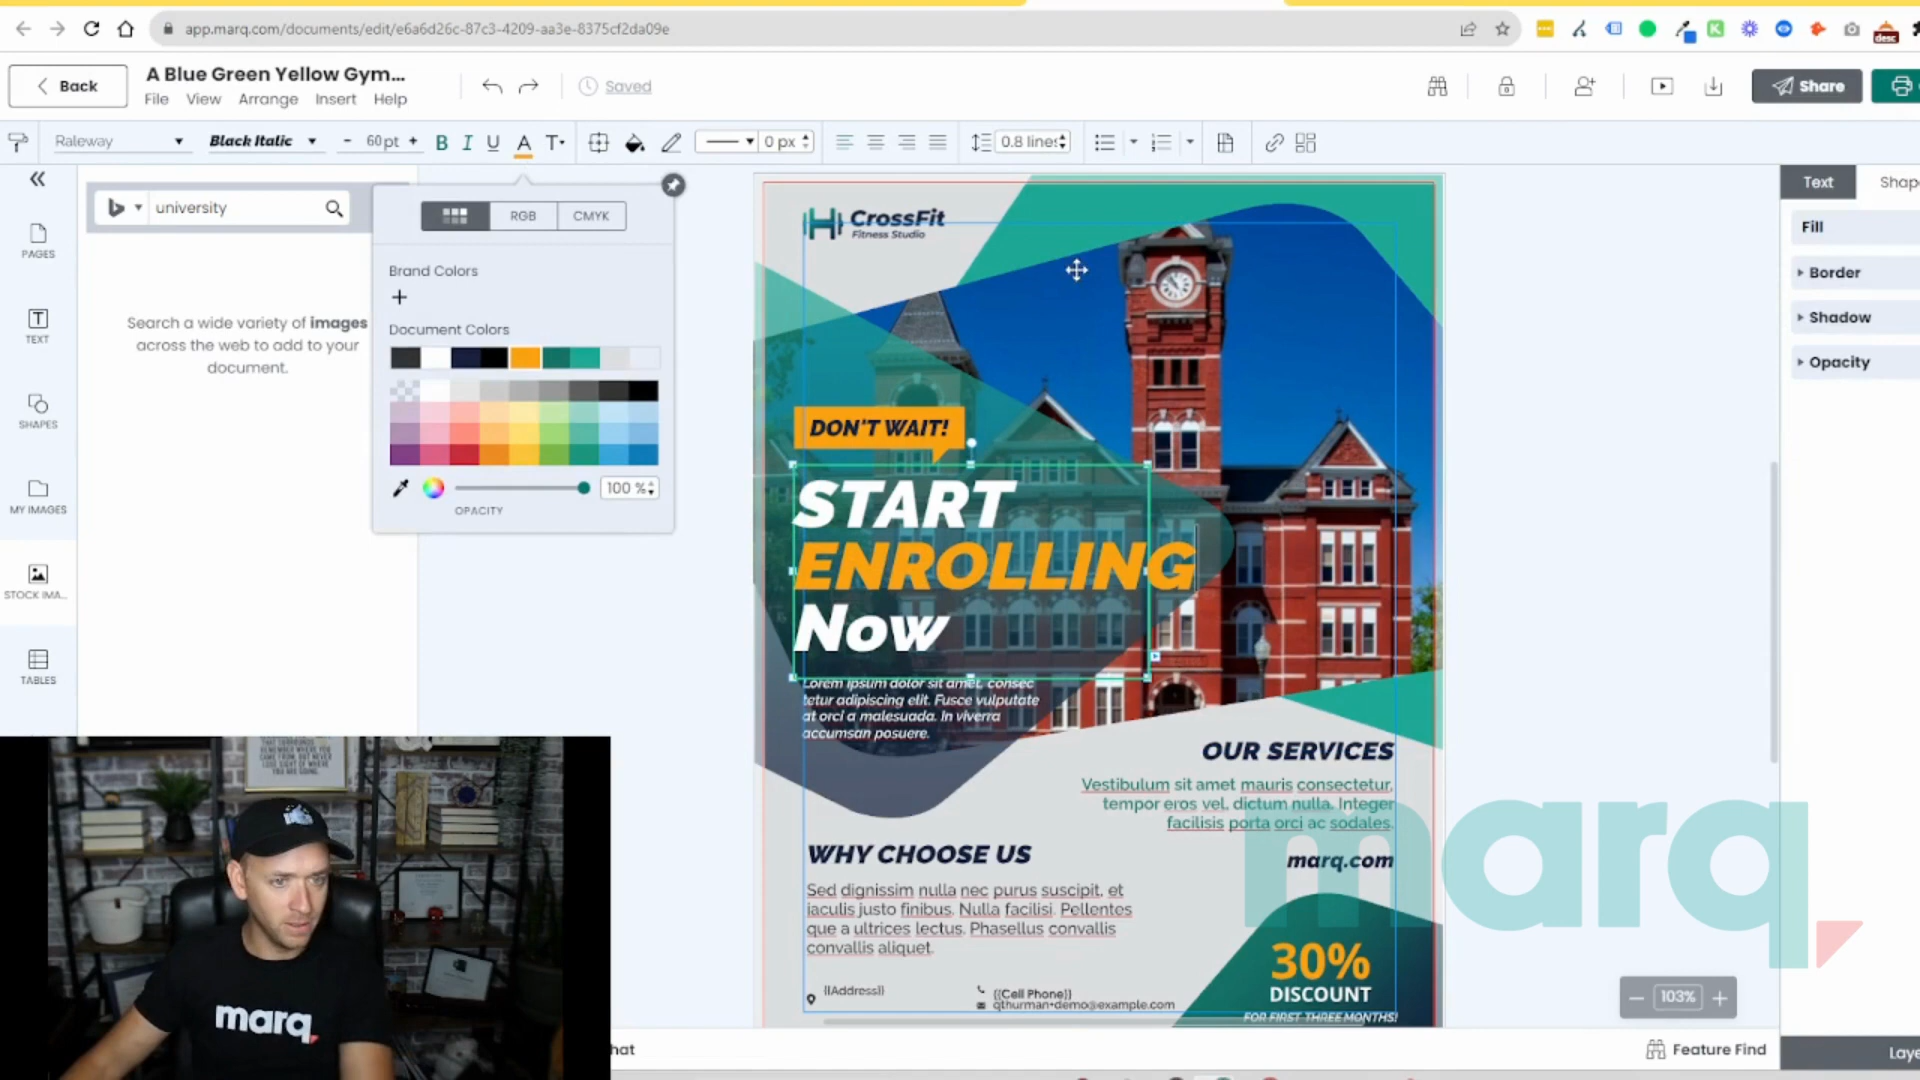 app.marq.com/documents/edit/e6a6d26c-87c3-4209-aa3e-8375cf2da09e
desc
Back
A Blue Green Yellow Gym...
File View Arrange Insert Help
Saved
Share
Raleway
Black Italic
- 60pt +
B I U A T
0 px
0.8 lines
university
RGB
CMYK
Brand Colors
+
Document Colors
100 %
OPACITY
PAGES
TEXT
SHAPES
MY IMAGES
STOCK IMA...
TABLES
Search a wide variety of images
across the web to add to your
document.
CrossFit
Fitness Studio
DON'T WAIT!
START
ENROLLING
Now
Lorem ipsum dolor sit amet, consec
tetur adipiscing elit. Fusce vulputate
at orci a malesuada. In viverra
accumsan posuere.
OUR SERVICES
Vestibulum sit amet mauris consectetur,
tempor eros vel, dictum nulla. Integer
facilisis porta orci ac sodales.
marq.com
WHY CHOOSE US
Sed dignissim nulla nec purus suscipit, et
iaculis justo finibus. Nulla facilisi. Pellentes
que a ultrices lectus. Phasellus convallis
convallis aliquet.
{{Address}}
{{Cell Phone}}
qthurman+demo@example.com
30%
DISCOUNT
FOR FIRST THREE MONTHS!
Text
Shape
Fill
Border
Shadow
Opacity
103%
Feature Find
Laye
hat
marq
marq